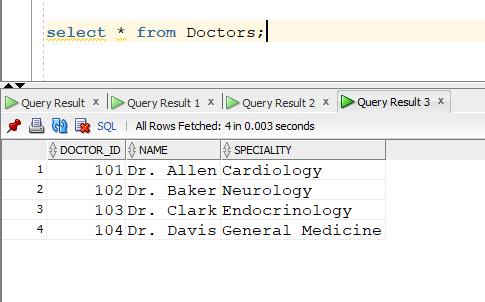 select * from Doctors;
Query Result x Query Result 1 x Query Result 2 x Query Result 3 x
SQL | All Rows Fetched: 4 in 0.003 seconds
DOCTOR_ID NAME SPECIALITY
1 101 Dr. Allen Cardiology
2 102 Dr. Baker Neurology
3 103 Dr. Clark Endocrinology
4 104 Dr. Davis General Medicine